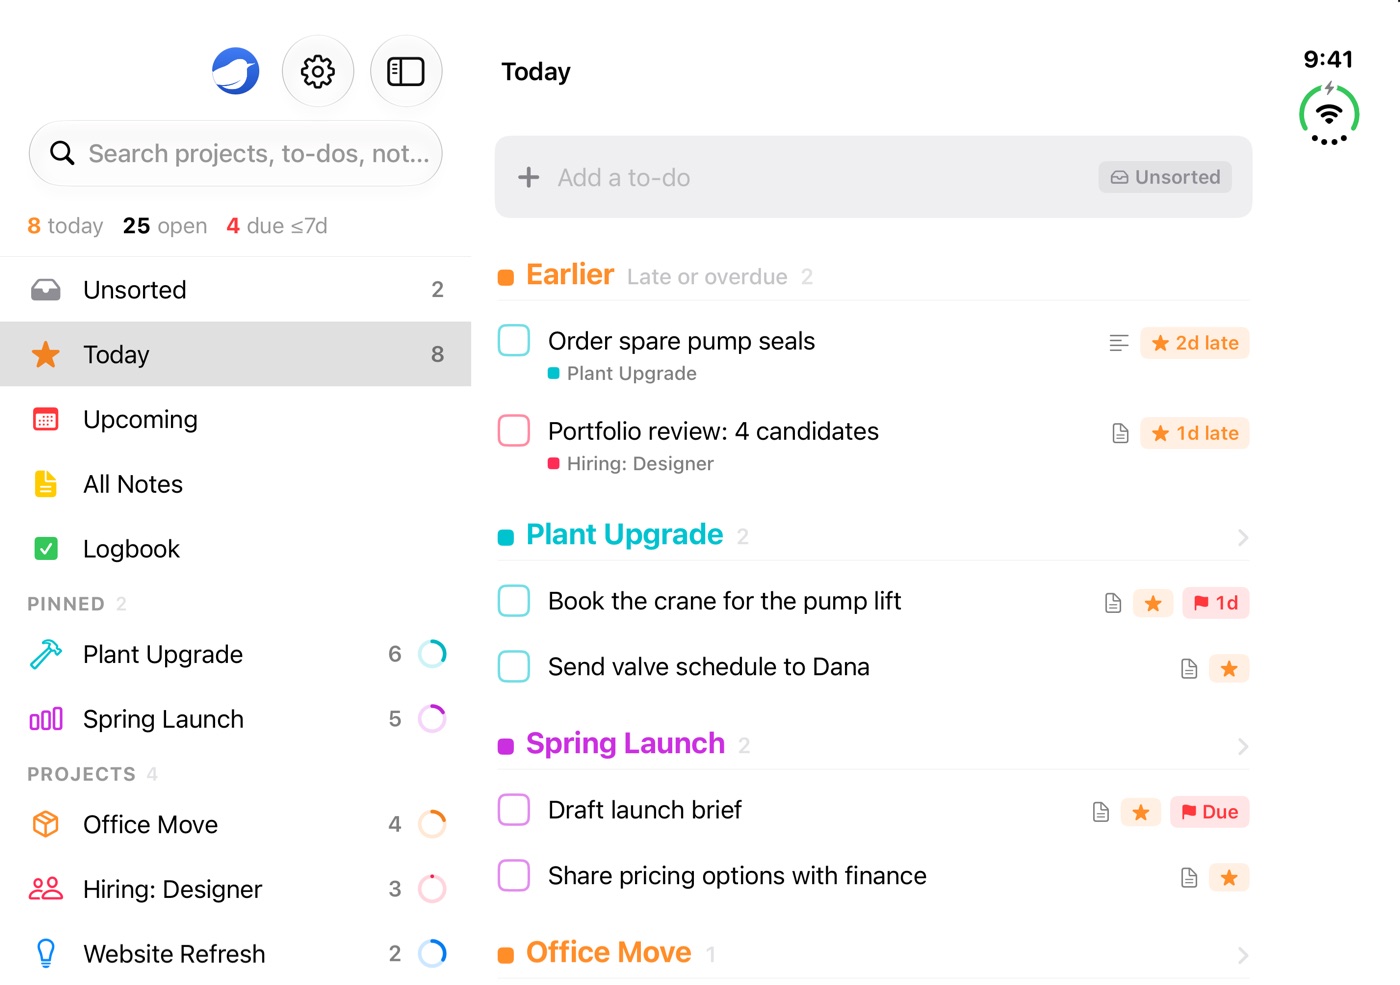 Today
9:41
Search projects, to-dos, not...
8 today 25 open 4 due ≤7d
Unsorted 2
Today 8
Upcoming
All Notes
Logbook
PINNED 2
Plant Upgrade 6
Spring Launch 5
PROJECTS 4
Office Move 4
Hiring: Designer 3
Website Refresh 2
Add a to-do Unsorted
Earlier Late or overdue 2
Order spare pump seals 2d late
Plant Upgrade
Portfolio review: 4 candidates 1d late
Hiring: Designer
Plant Upgrade 2
Book the crane for the pump lift 1d
Send valve schedule to Dana
Spring Launch 2
Draft launch brief Due
Share pricing options with finance
Office Move 1